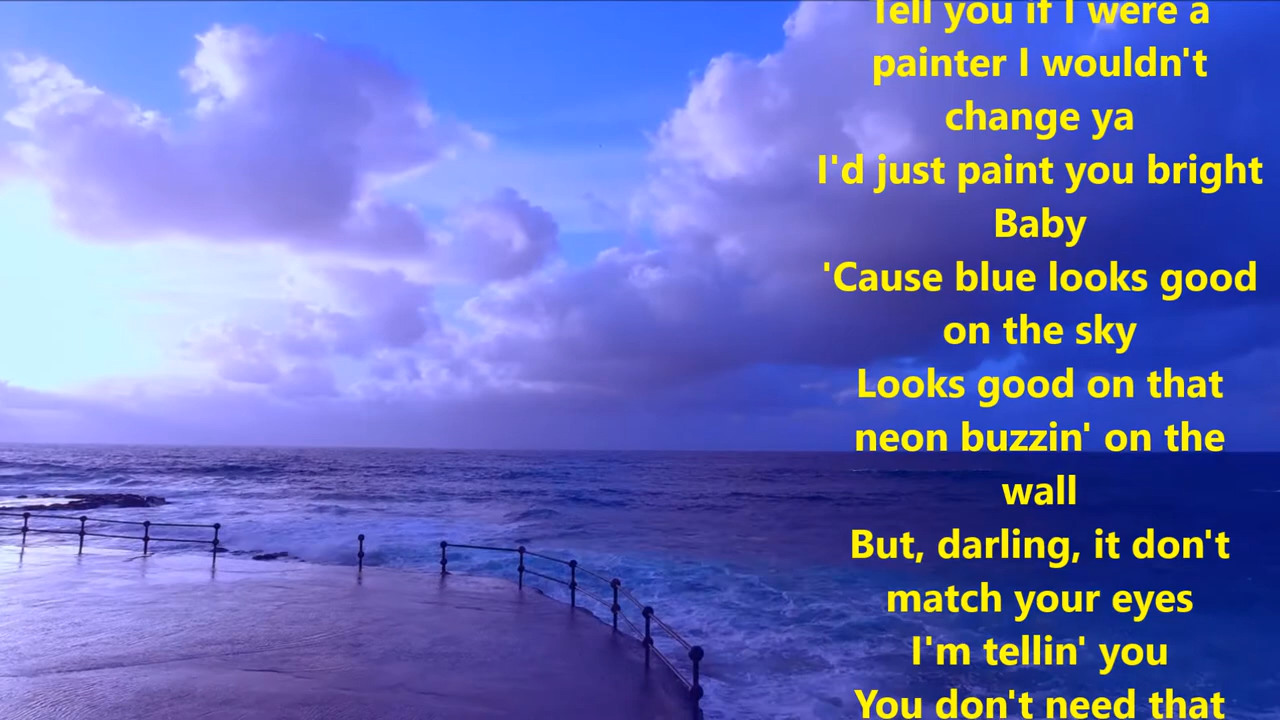 Tell you if I were a
painter I wouldn't
change ya
I'd just paint you bright
Baby
'Cause blue looks good
on the sky
Looks good on that
neon buzzin' on the
wall
But, darling, it don't
match your eyes
I'm tellin' you
You don't need that